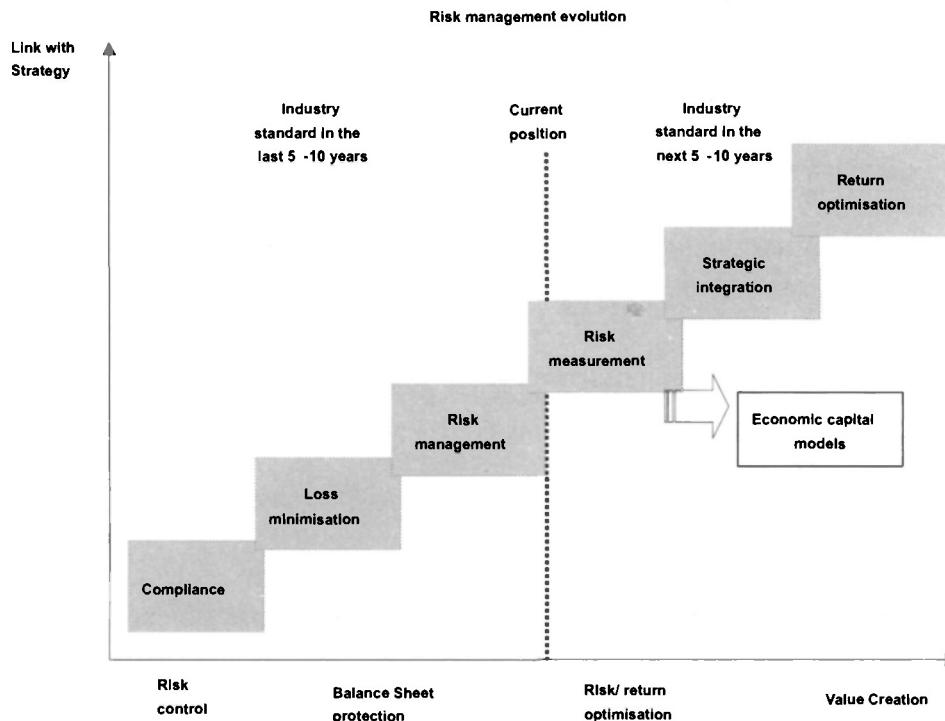 Risk management evolution
Link with
Strategy
Industry
standard in the
last 5 -10 years
Current
position
Industry
standard in the
next 5 -10 years
Return
optimisation
Strategic
integration
Risk
measurement
Economic capital
models
Risk
management
Loss
minimisation
Compliance
Risk
control
Balance Sheet
protection
Risk/ return
optimisation
Value Creation